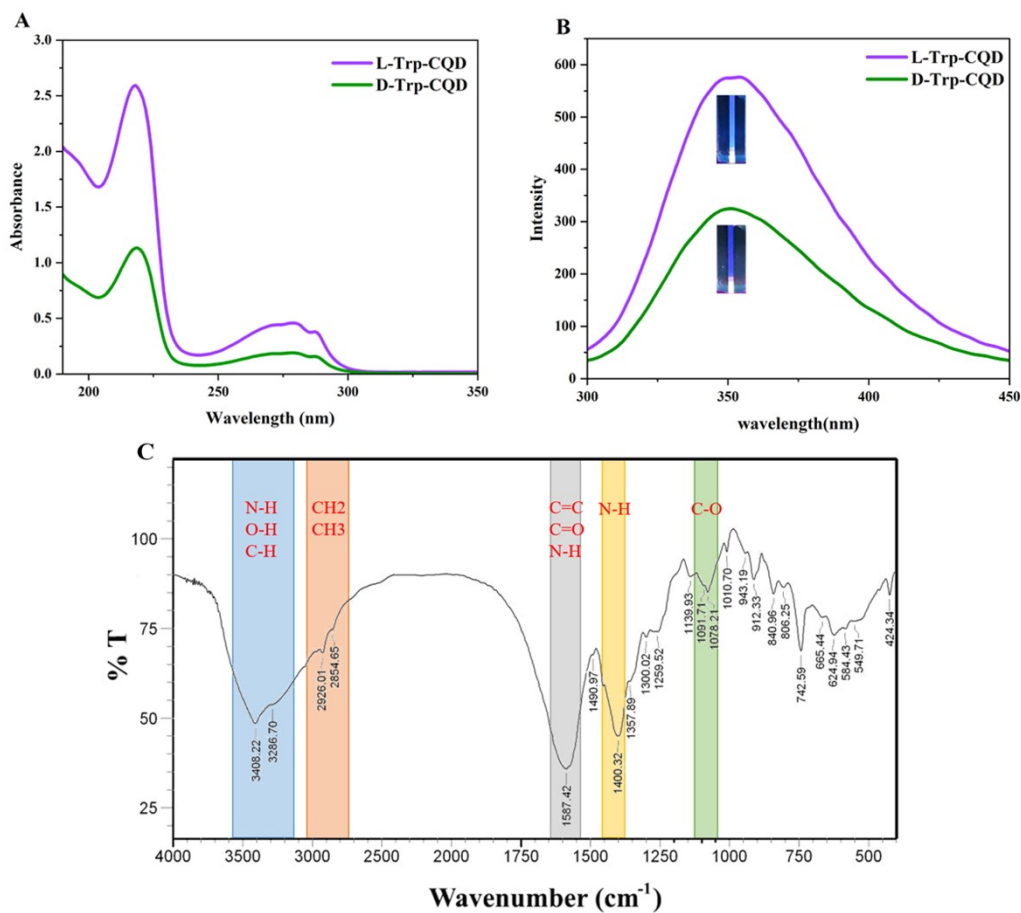 A
3.0
2.5
2.0
1.5
1.0
0.5
0.0
Absorbance
L-Trp-CQD
D-Trp-CQD
200
250
300
350
Wavelength (nm)
B
600
500
400
300
200
100
0
Intensity
L-Trp-CQD
D-Trp-CQD
300
350
400
450
wavelength(nm)
C
N-H
O-H
C-H
CH2
CH3
C=C
C=O
N-H
N-H
C-O
100
75
50
25
% T
3408.22
3286.70
2926.01
2854.65
1587.42
1490.97
1400.32
1357.89
1300.02
1259.52
1139.93
1091.71
1078.21
1010.70
943.19
912.33
840.96
806.25
742.59
665.44
624.94
584.43
549.71
424.34
4000
3500
3000
2500
2000
1750
1500
1250
1000
750
500
Wavenumber (cm-1)